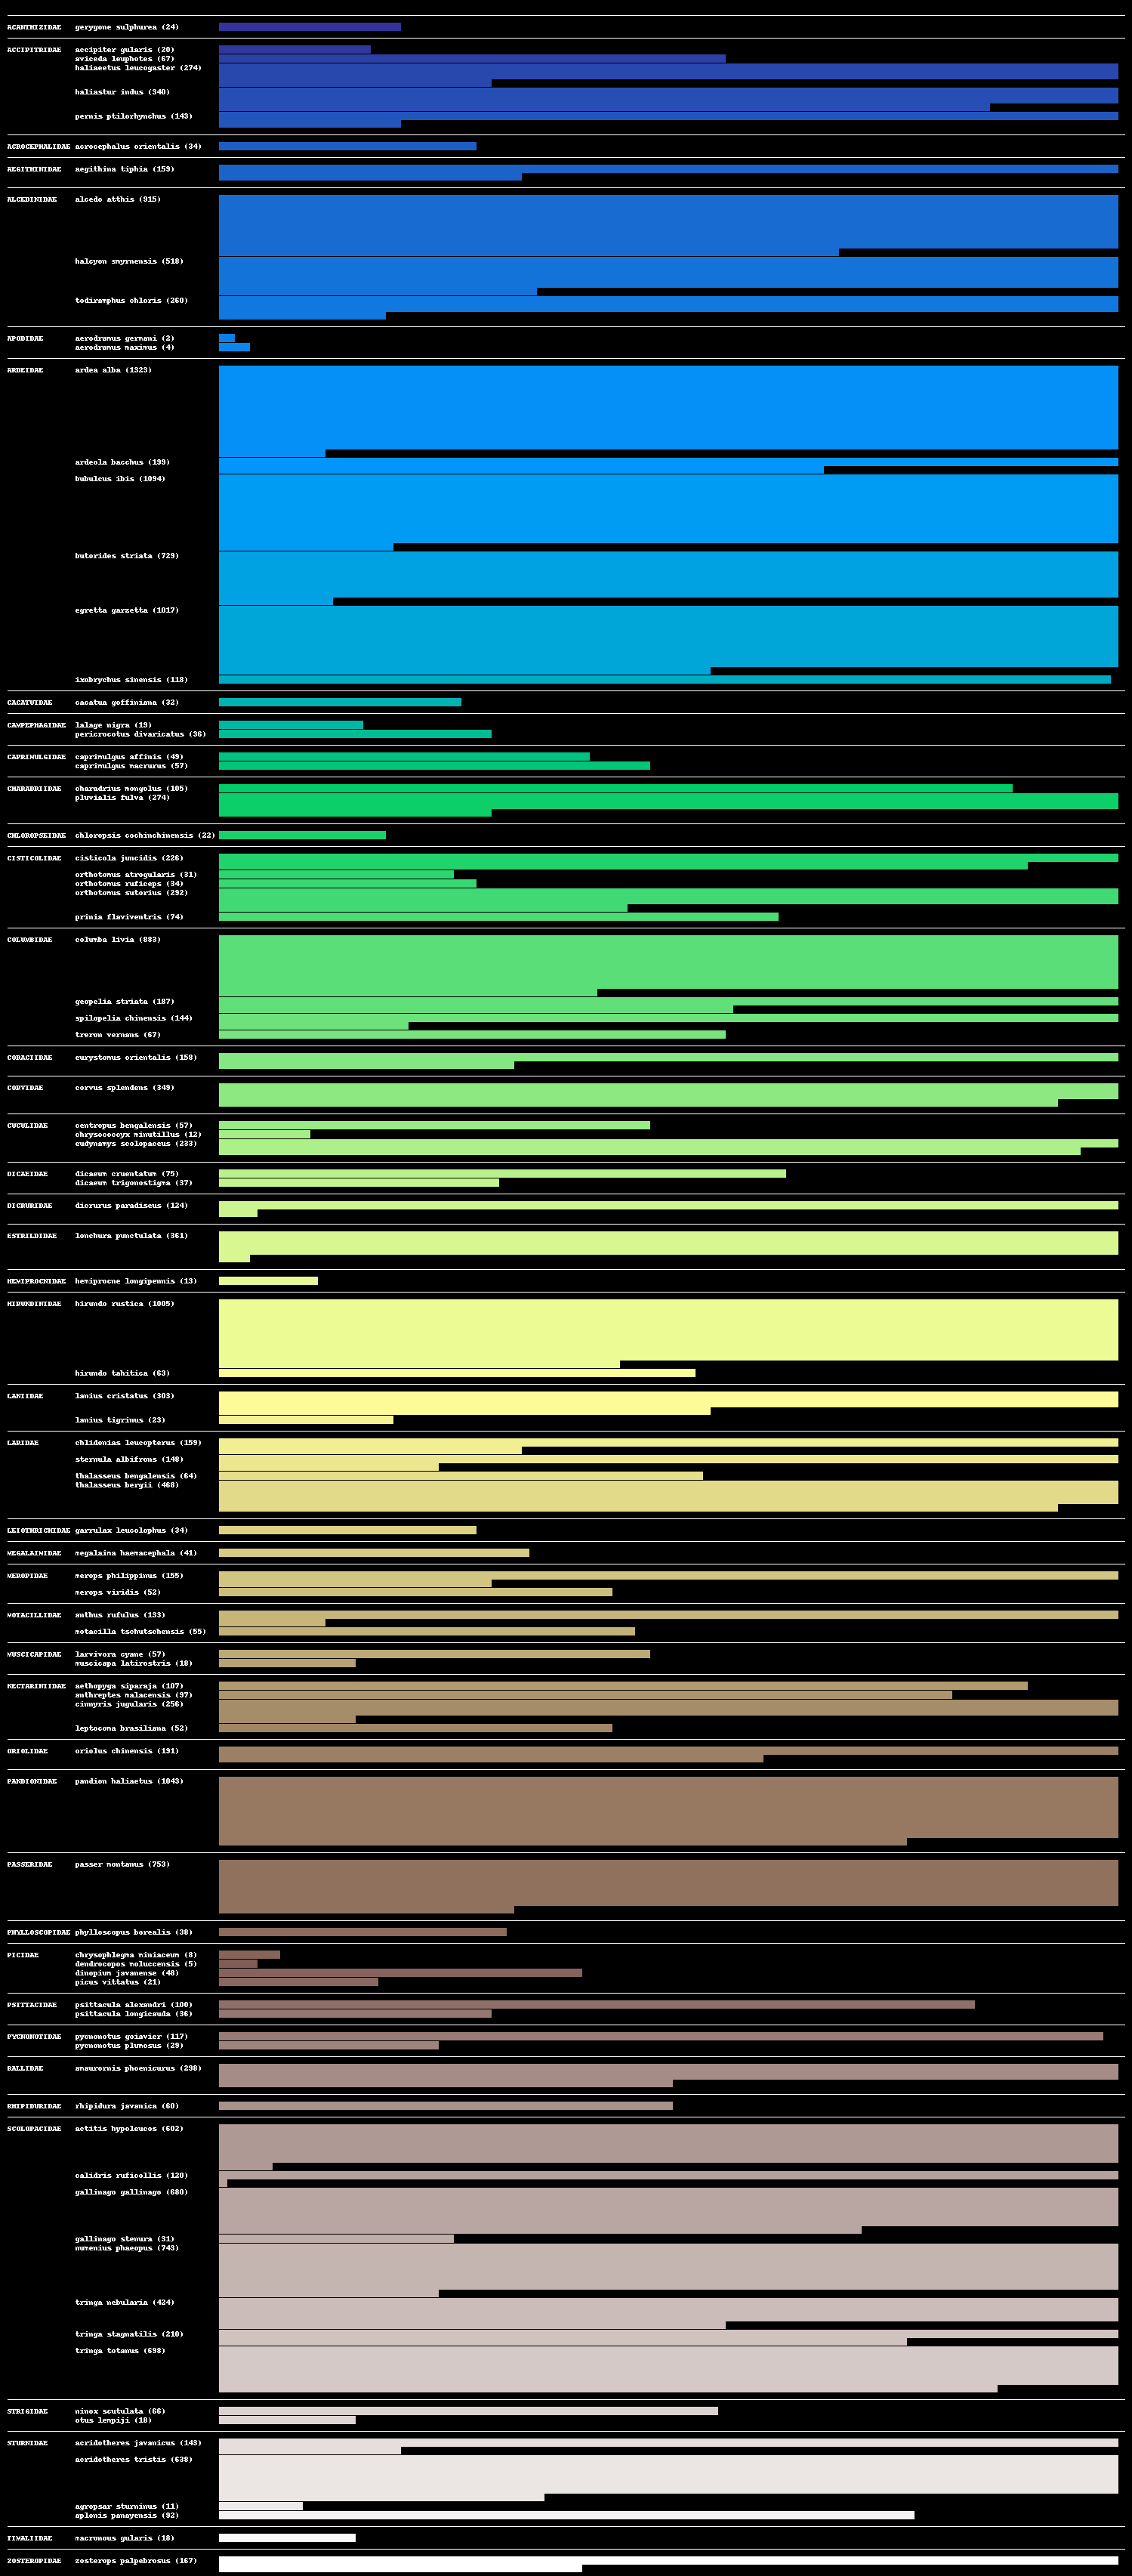 ACANTHIZIDAE gerygone sulphurea (24)
ACCIPITRIDAE accipiter gularis (20)
aviceda leuphotes (67)
haliaeetus leucogaster (274)
haliastur indus (340)
pernis ptilorhynchus (143)
ACROCEPHALIDAE acrocephalus orientalis (34)
AEGITHINIDAE aegithina tiphia (159)
ALCEDINIDAE alcedo atthis (915)
halcyon smyrnensis (518)
todiramphus chloris (260)
APODIDAE aerodramus germani (2)
aerodramus maximus (4)
ARDEIDAE ardea alba (1323)
ardeola bacchus (199)
bubulcus ibis (1094)
butorides striata (729)
egretta garzetta (1017)
ixobrychus sinensis (118)
CACATUIDAE cacatua goffiniana (32)
CAMPEPHAGIDAE lalage nigra (19)
pericrocotus divaricatus (36)
CAPRIMULGIDAE caprimulgus affinis (49)
caprimulgus macrurus (57)
CHARADRIIDAE charadrius mongolus (105)
pluvialis fulva (274)
CHLOROPSEIDAE chloropsis cochinchinensis (22)
CISTICOLIDAE cisticola juncidis (226)
orthotomus atrogularis (31)
orthotomus ruficeps (34)
orthotomus sutorius (292)
prinia flaviventris (74)
COLUMBIDAE columba livia (883)
geopelia striata (187)
spilopelia chinensis (144)
treron vernans (67)
CORACIIDAE eurystomus orientalis (158)
CORVIDAE corvus splendens (349)
CUCULIDAE centropus bengalensis (57)
chrysococcyx minutillus (12)
eudynamys scolopaceus (233)
DICAEIDAE dicaeum cruentatum (75)
dicaeum trigonostigma (37)
DICRURIDAE dicrurus paradiseus (124)
ESTRILDIDAE lonchura punctulata (361)
HEMIPROCNIDAE hemiprocne longipennis (13)
HIRUNDINIDAE hirundo rustica (1005)
hirundo tahitica (63)
LANIIDAE lanius cristatus (303)
lanius tigrinus (23)
LARIDAE chlidonias leucopterus (159)
sternula albifrons (148)
thalasseus bengalensis (64)
thalasseus bergii (468)
LEIOTHRICHIDAE garrulax leucolophus (34)
MEGALAIMIDAE megalaima haemacephala (41)
MEROPIDAE merops philippinus (155)
merops viridis (52)
MOTACILLIDAE anthus rufulus (133)
motacilla tschutschensis (55)
MUSCICAPIDAE larvivora cyane (57)
muscicapa latirostris (18)
NECTARINIIDAE aethopyga siparaja (107)
anthreptes malacensis (97)
cinnyris jugularis (256)
leptocoma brasiliana (52)
ORIOLIDAE oriolus chinensis (191)
PANDIONIDAE pandion haliaetus (1043)
PASSERIDAE passer montanus (753)
PHYLLOSCOPIDAE phylloscopus borealis (38)
PICIDAE chrysophlegma miniaceum (8)
dendrocopos moluccensis (5)
dinopium javanense (48)
picus vittatus (21)
PSITTACIDAE psittacula alexandri (100)
psittacula longicauda (36)
PYCNONOTIDAE pycnonotus goiavier (117)
pycnonotus plumosus (29)
RALLIDAE amaurornis phoenicurus (298)
RHIPIDURIDAE rhipidura javanica (60)
SCOLOPACIDAE actitis hypoleucos (602)
calidris ruficollis (120)
gallinago gallinago (680)
gallinago stenura (31)
numenius phaeopus (743)
tringa nebularia (424)
tringa stagnatilis (210)
tringa totanus (698)
STRIGIDAE ninox scutulata (66)
otus lempiji (18)
STURNIDAE acridotheres javanicus (143)
acridotheres tristis (638)
agropsar sturninus (11)
aplonis panayensis (92)
TIMALIIDAE macronous gularis (18)
ZOSTEROPIDAE zosterops palpebrosus (167)